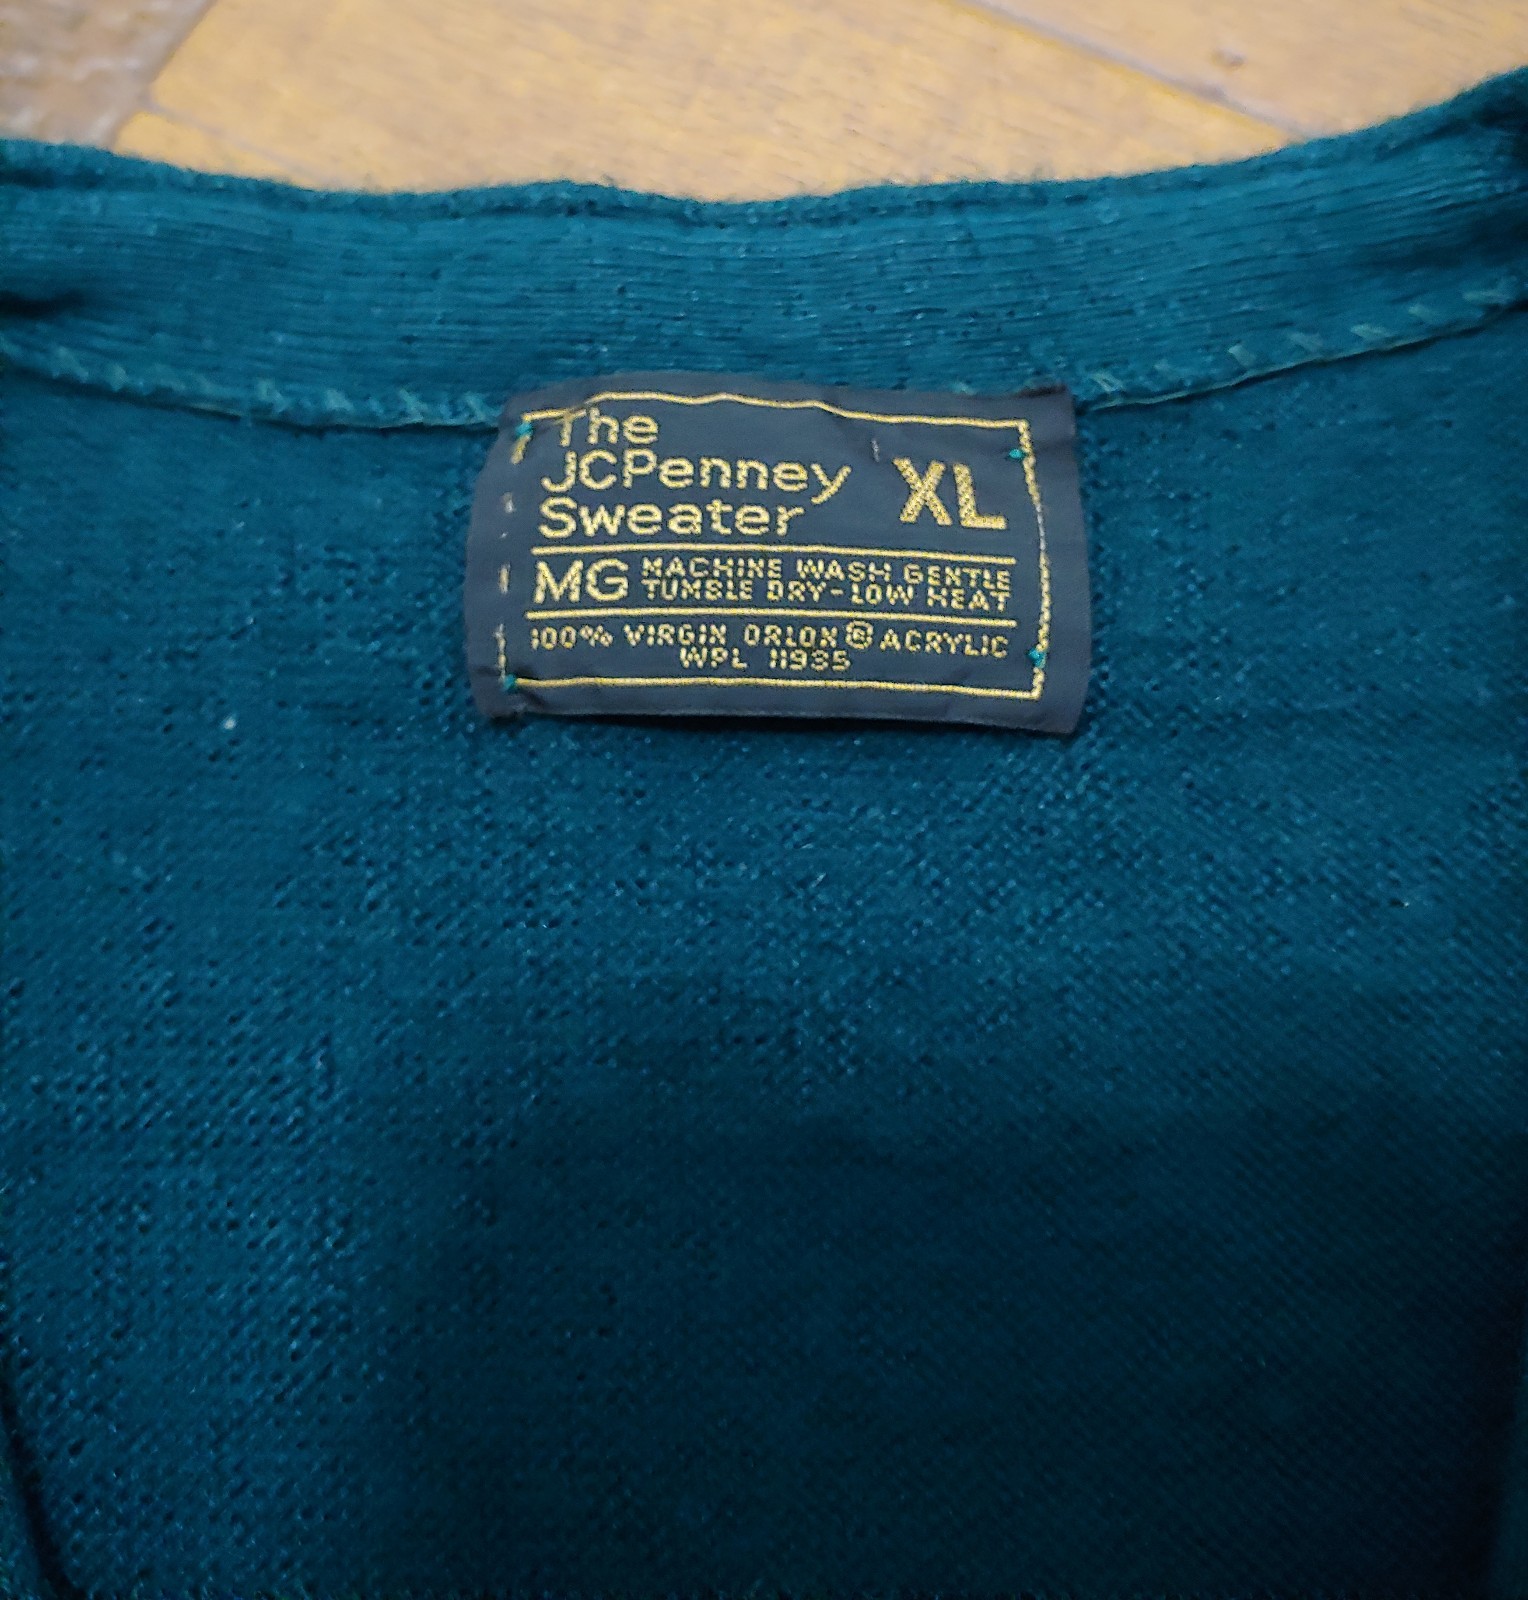 The
JCPenney
Sweater
XL
MG
MACHINE WASH GENTLE
TUMBLE DRY-LOW HEAT
100% VIRGIN ORLON® ACRYLIC
WPL 11935